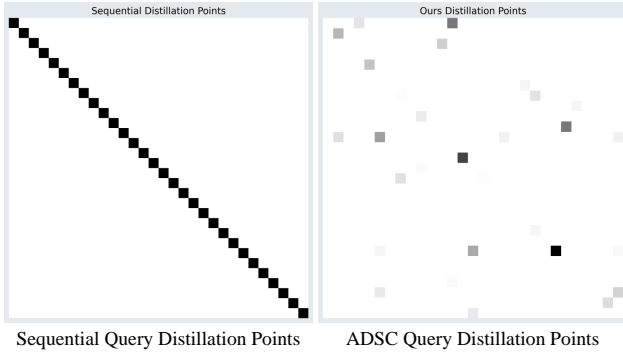 Sequential Distillation Points
Ours Distillation Points
Sequential Query Distillation Points
ADSC Query Distillation Points